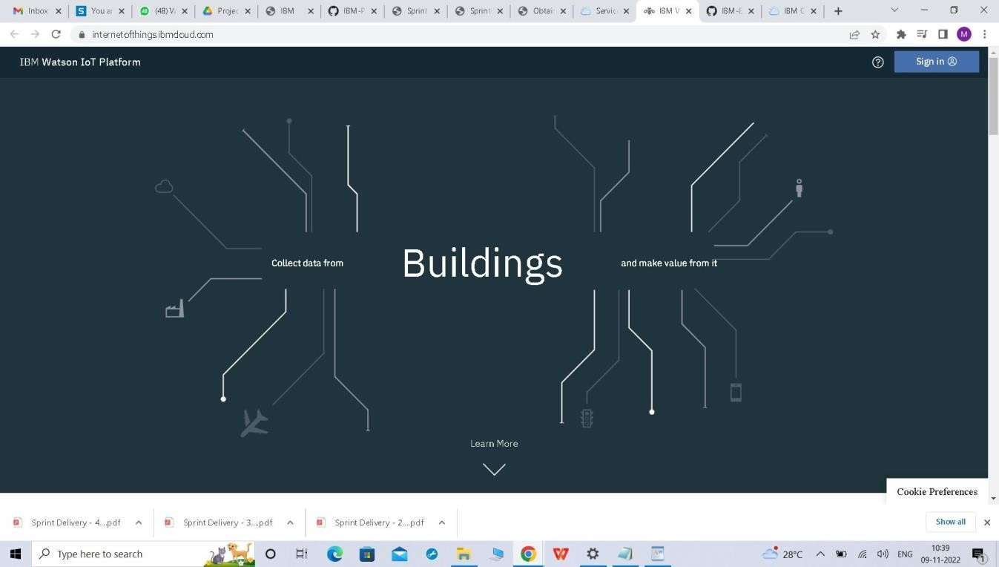 Inbox
You ar
(48) W
Projec
IBM
IBM-P
Sprint
Sprint
Obtain
Servic
IBM W
IBM-E
IBM C
internetofthings.ibmcloud.com
M
IBM Watson IoT Platform
Sign in
Collect data from
Buildings
and make value from it
Learn More
Cookie Preferences
Sprint Delivery - 4....pdf
Sprint Delivery - 3....pdf
Sprint Delivery - 2....pdf
Show all
Type here to search
28°C
ENG
10:39
09-11-2022
1